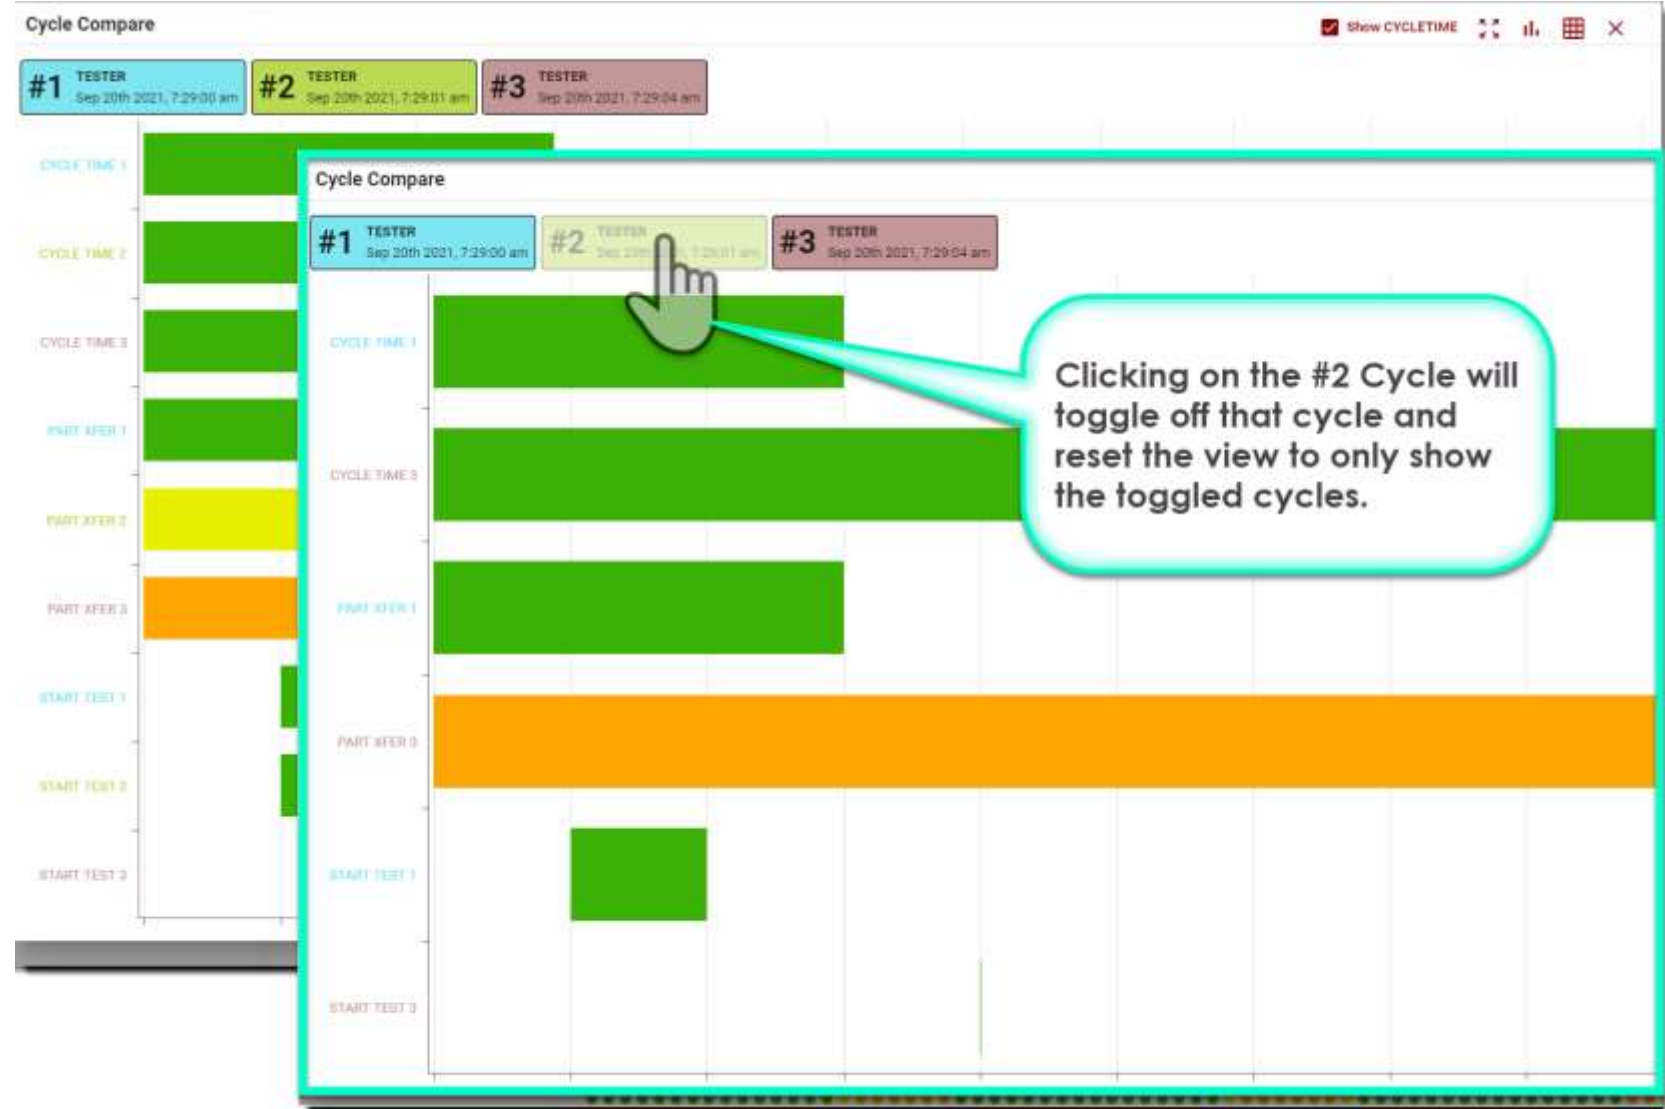 Cycle Compare
Show CYCLETIME
#1 TESTER
Sep 20th 2021, 7:29:00 am
#2 TESTER
Sep 20th 2021, 7:29:01 am
#3 TESTER
Sep 20th 2021, 7:29:04 am
CYCLE TIME 1
CYCLE TIME 2
CYCLE TIME 3
PART XFER 1
PART XFER 2
PART XFER 3
START TEST 1
START TEST 2
START TEST 3
Cycle Compare
#1 TESTER
Sep 20th 2021, 7:29:00 am
#2 TESTER
Sep 7:29:01 am
#3 TESTER
Sep 20th 2021, 7:29:04 am
CYCLE TIME 1
CYCLE TIME 3
PART XFER 1
PART XFER 3
START TEST 1
START TEST 3
Clicking on the #2 Cycle will
toggle off that cycle and
reset the view to only show
the toggled cycles.